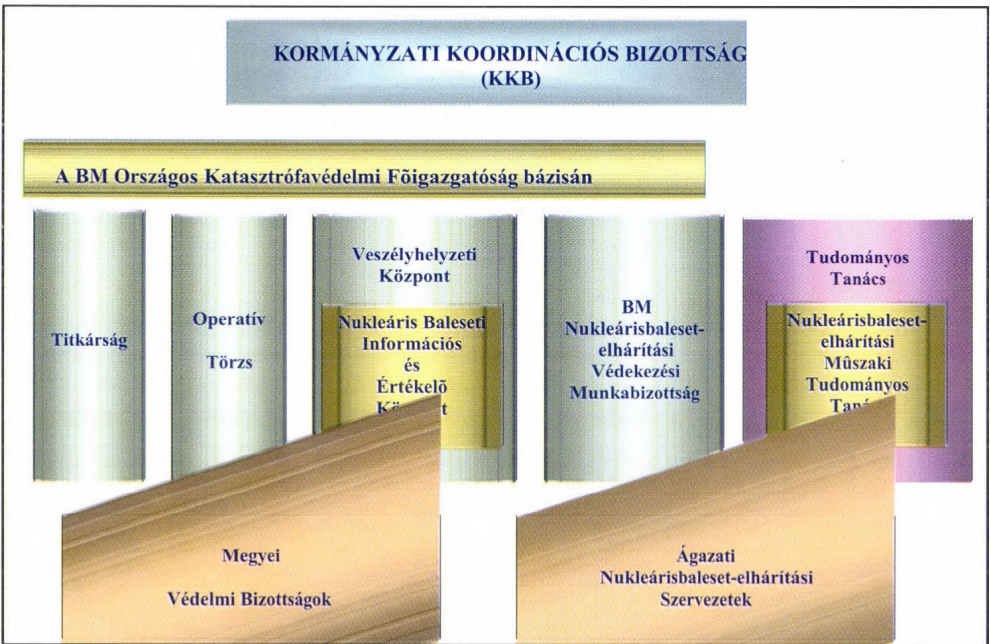 KORMÁNYZATI KOORDINÁCIÓS BIZOTTSÁG
(KKB)
A BM Országos Katasztrófavédelmi Fõigazgatóság bázisán
Titkárság
Operatív
Törzs
Veszélyhelyzeti
Központ
Nukleáris Baleseti
Információs
és
Értékelõ
BM
Nukleárisbaleset-
elhárítási
Védekezési
Munkabizottság
Tudományos
Tanács
Nukleárisbaleset-
elhárítási
Mûszaki
Tudományos
Megyei
Védelmi Bizottságok
Ágazati
Nukleárisbaleset-elhárítási
Szervezetek